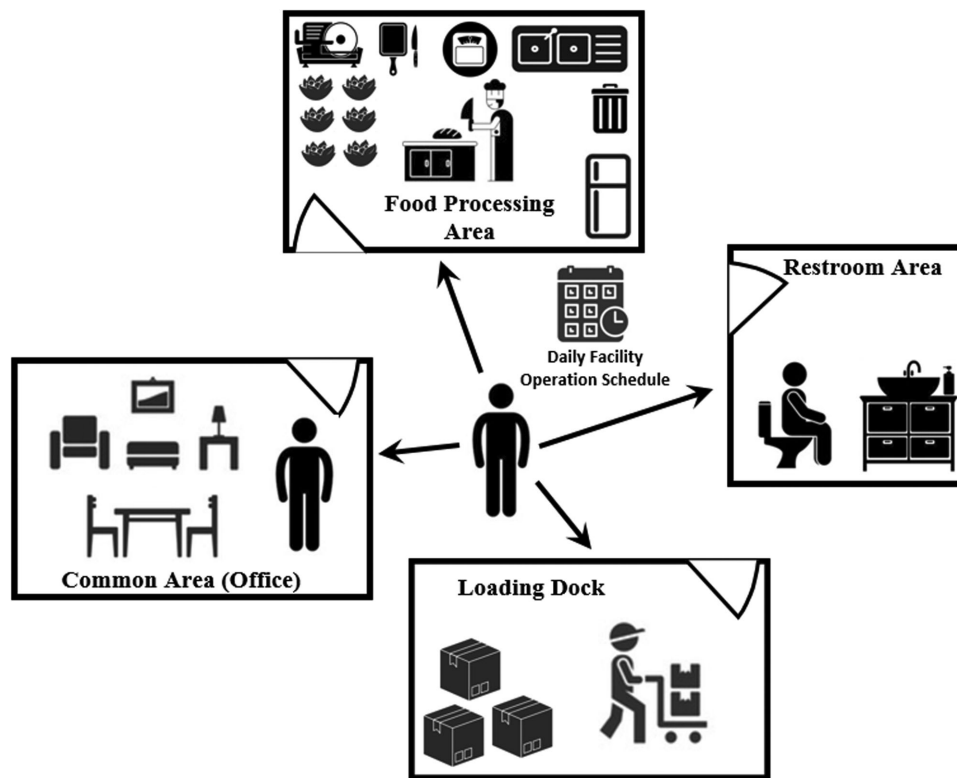 Food Processing
Area
Restroom Area
Daily Facility
Operation Schedule
Common Area (Office)
Loading Dock